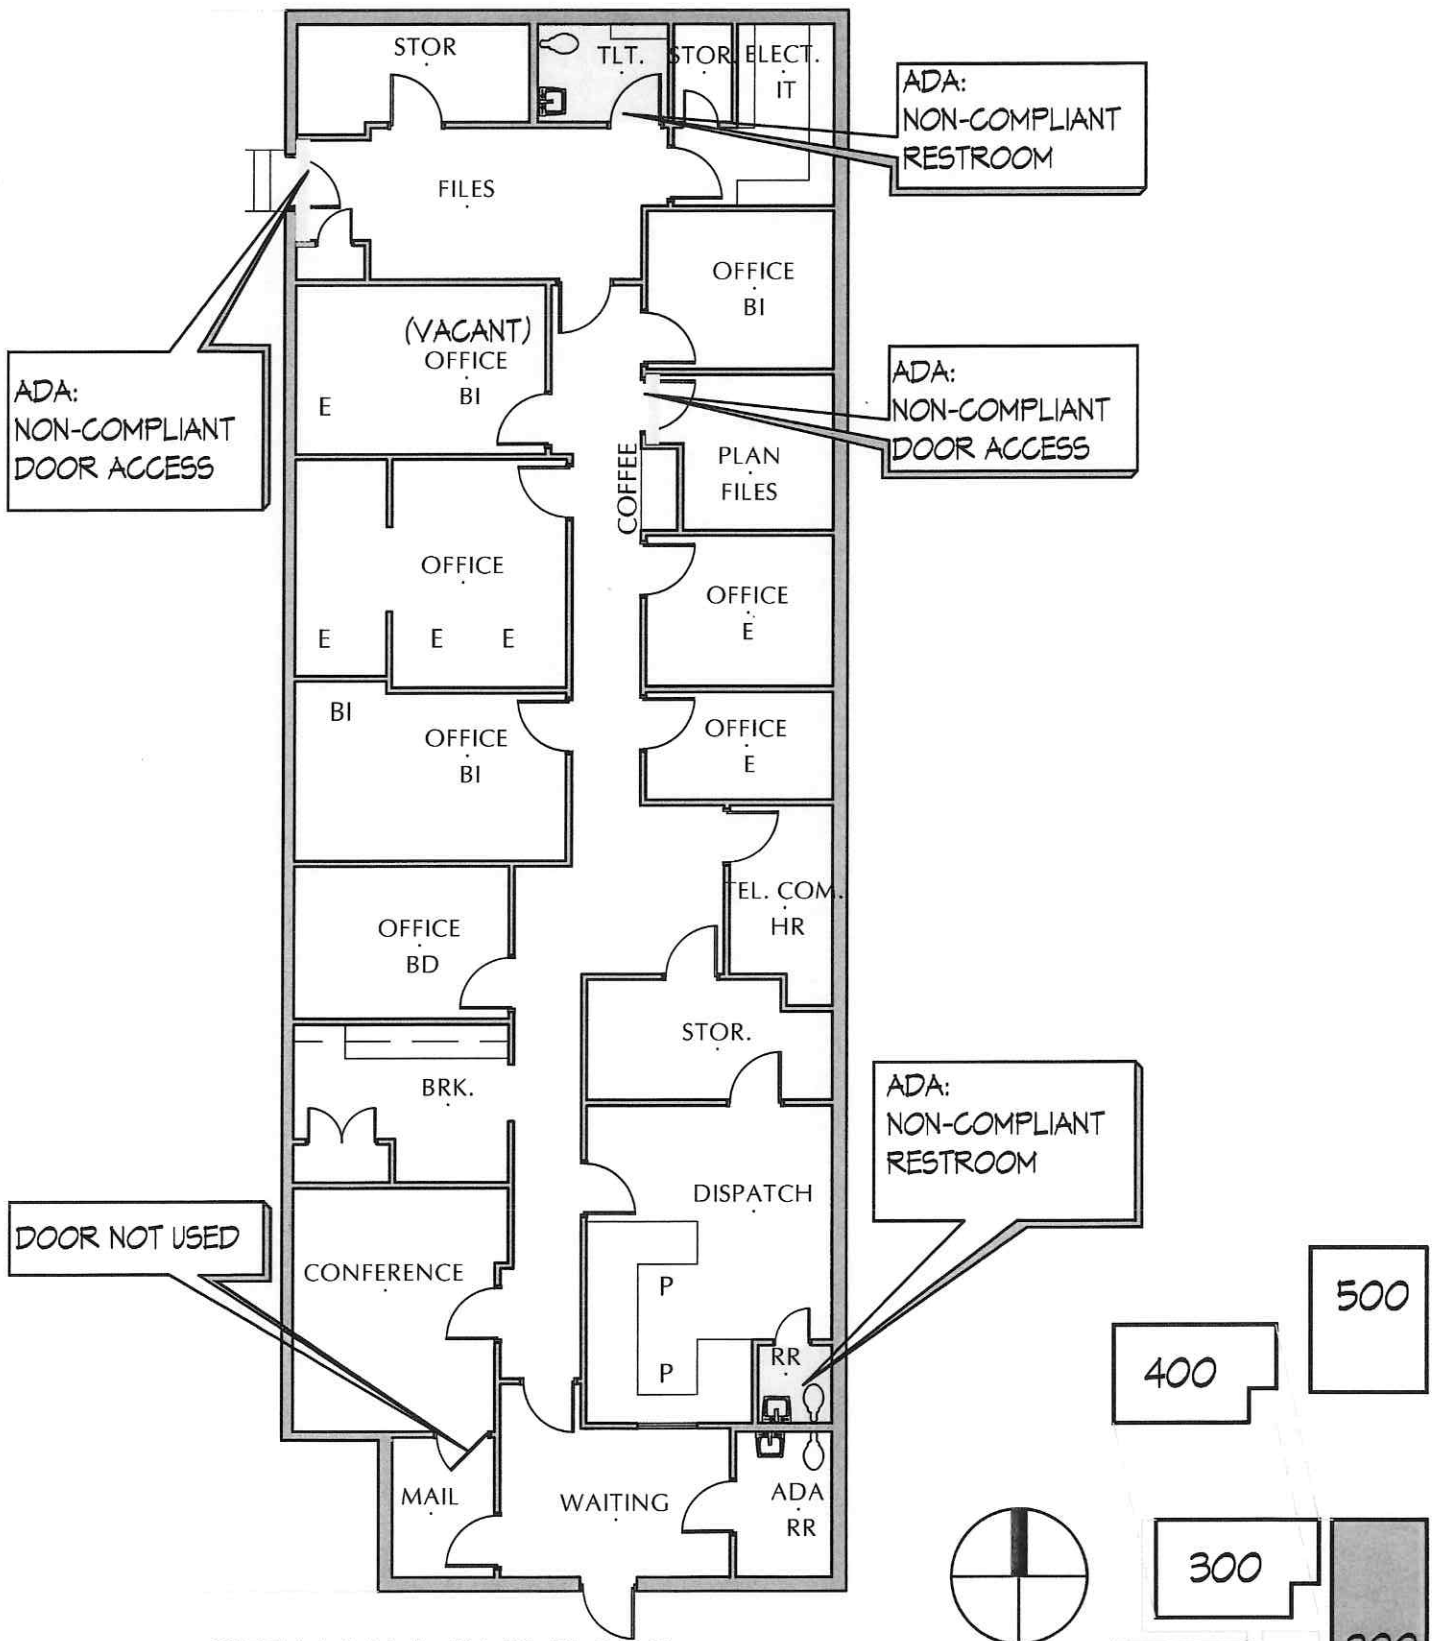 STOR
TLT.
STOR.
ELECT.
IT
ADA:
NON-COMPLIANT
RESTROOM
FILES
OFFICE
BI
(VACANT)
OFFICE
BI
E
ADA:
NON-COMPLIANT
DOOR ACCESS
ADA:
NON-COMPLIANT
DOOR ACCESS
COFFEE
PLAN
FILES
OFFICE
E
E
E
OFFICE
E
BI
OFFICE
BI
OFFICE
E
TEL. COM.
HR
OFFICE
BD
STOR.
BRK.
ADA:
NON-COMPLIANT
RESTROOM
DISPATCH
DOOR NOT USED
CONFERENCE
P
P
RR
500
400
MAIL
WAITING
ADA
RR
300